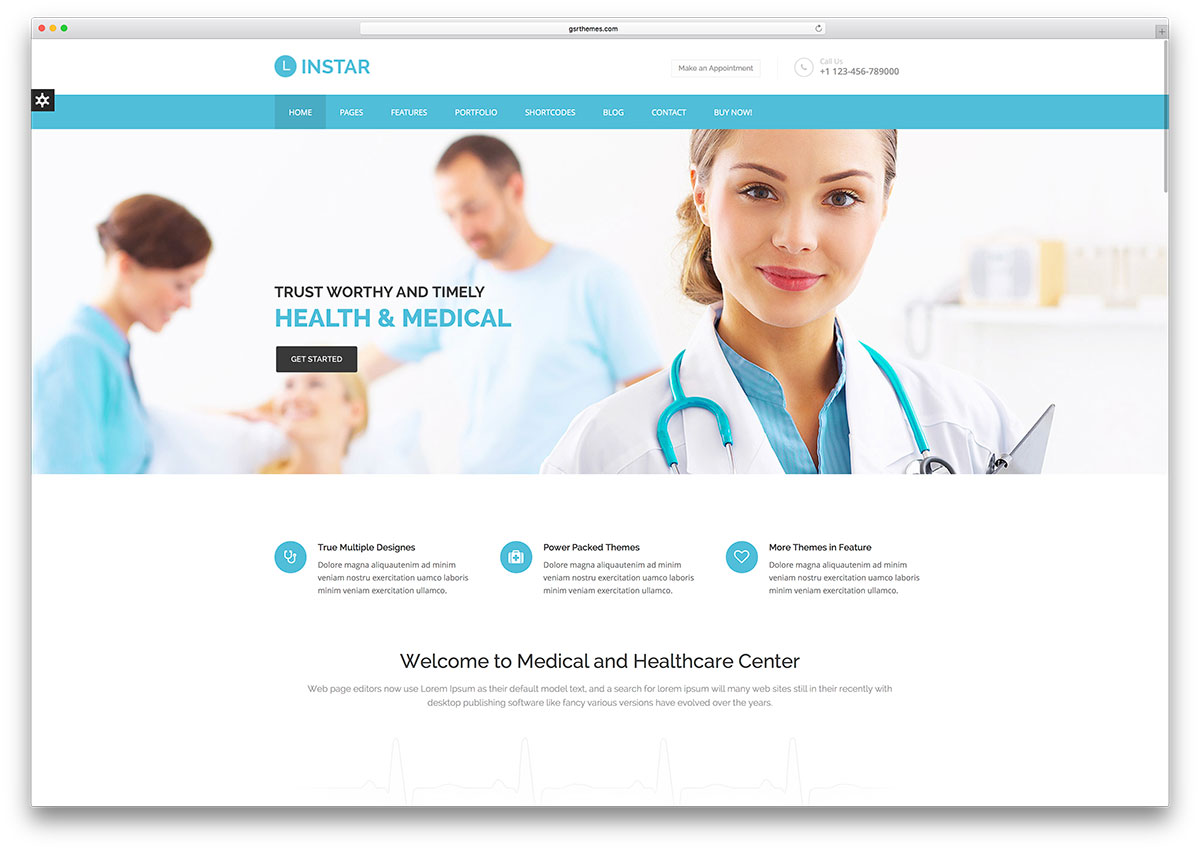 gsrthemes.com
L INSTAR
Make an Appointment
Call Us
+1 123-456-789000
HOME PAGES FEATURES PORTFOLIO SHORTCODES BLOG CONTACT BUY NOW!
TRUST WORTHY AND TIMELY
HEALTH & MEDICAL
GET STARTED
True Multiple Designes
Dolore magna aliquautenim ad minim
veniam nostru exercitation uamco laboris
minim veniam exercitation ullamco.
Power Packed Themes
Dolore magna aliquautenim ad minim
veniam nostru exercitation uamco laboris
minim veniam exercitation ullamco.
More Themes in Feature
Dolore magna aliquautenim ad minim
veniam nostru exercitation uamco laboris
minim veniam exercitation ullamco.
Welcome to Medical and Healthcare Center
Web page editors now use Lorem Ipsum as their default model text, and a search for lorem ipsum will many web sites still in their recently with
desktop publishing software like fancy various versions have evolved over the years.